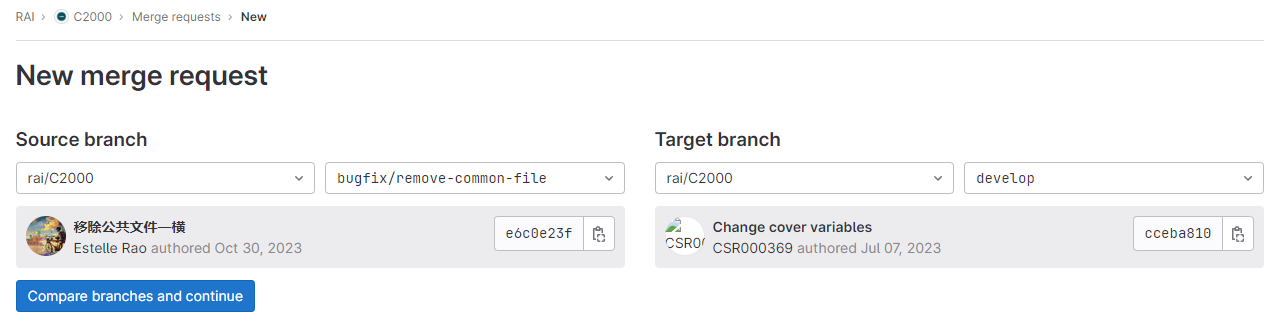 RAI › C2000 › Merge requests › New
New merge request
Source branch
rai/C2000
bugfix/remove-common-file
移除公共文件—横
Estelle Rao authored Oct 30, 2023
e6c0e23f
Target branch
rai/C2000
develop
CSR00
Change cover variables
CSR000369 authored Jul 07, 2023
cceba810
Compare branches and continue